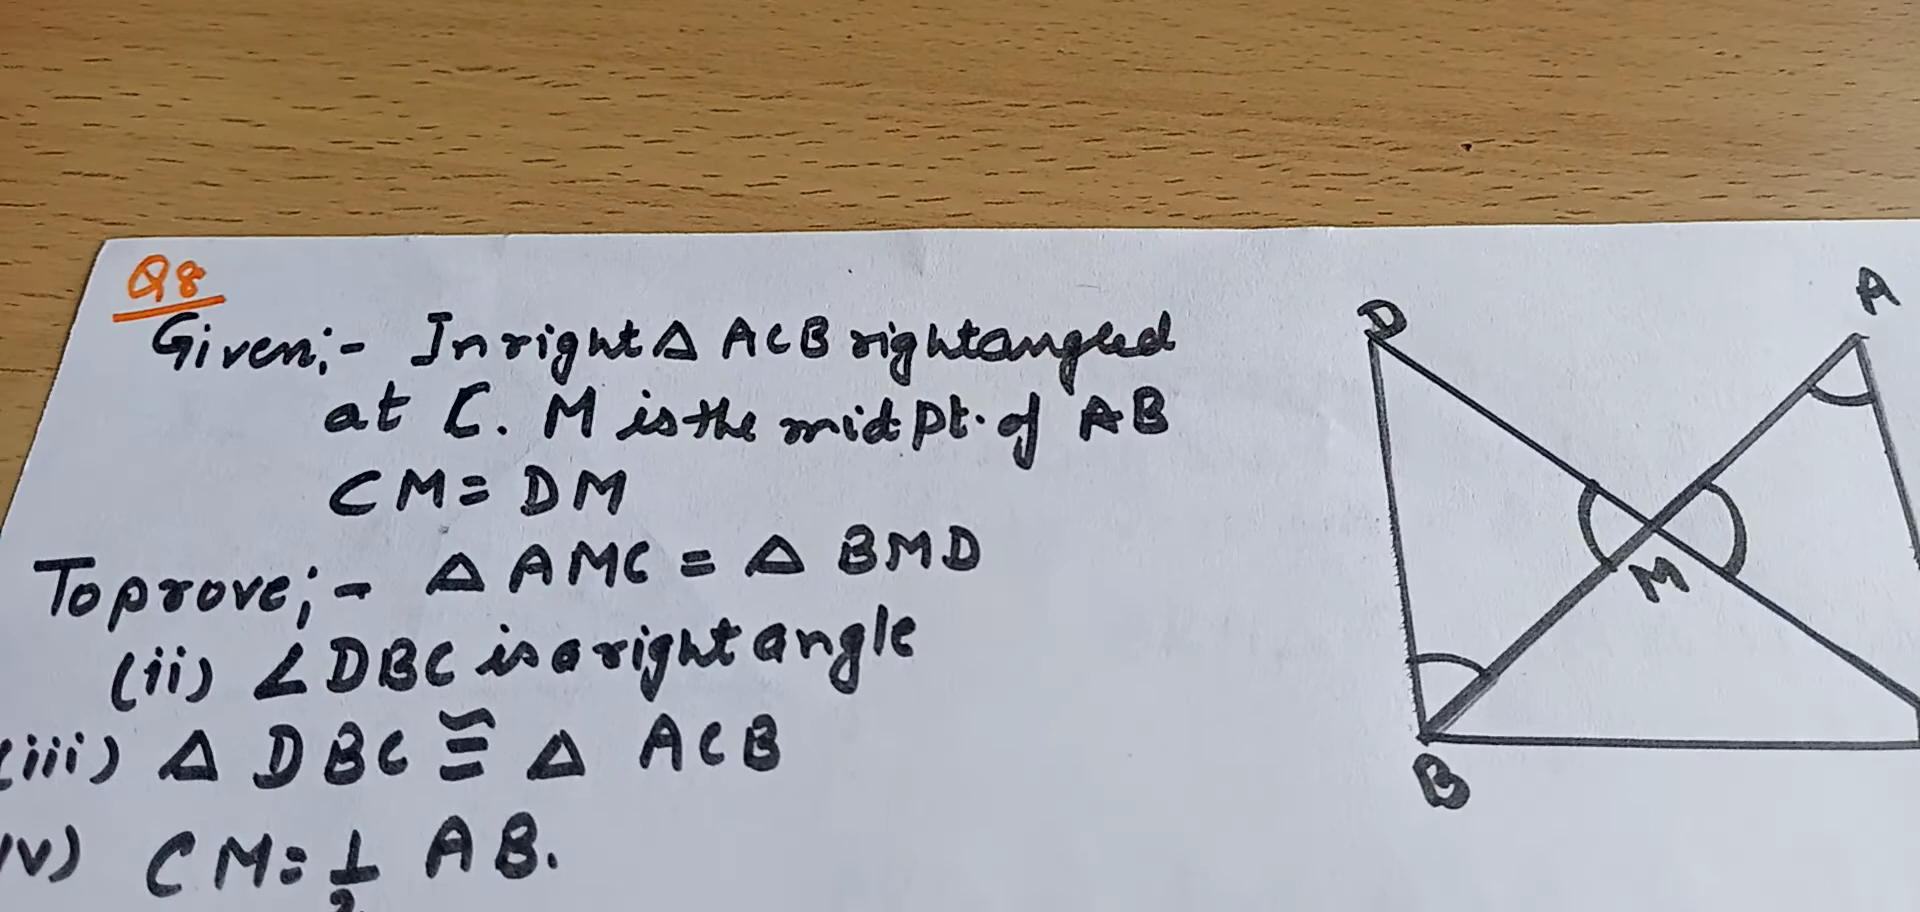 Q8
Given:- In right △ ACB rightangled
at C. M is the mid pt. of AB
CM = DM
To prove:- △ AMC = △ BMD
(ii) ∠DBC is a right angle
(iii) △ DBC ≅ △ ACB
iv) CM = 1/2 AB.
D
A
M
B